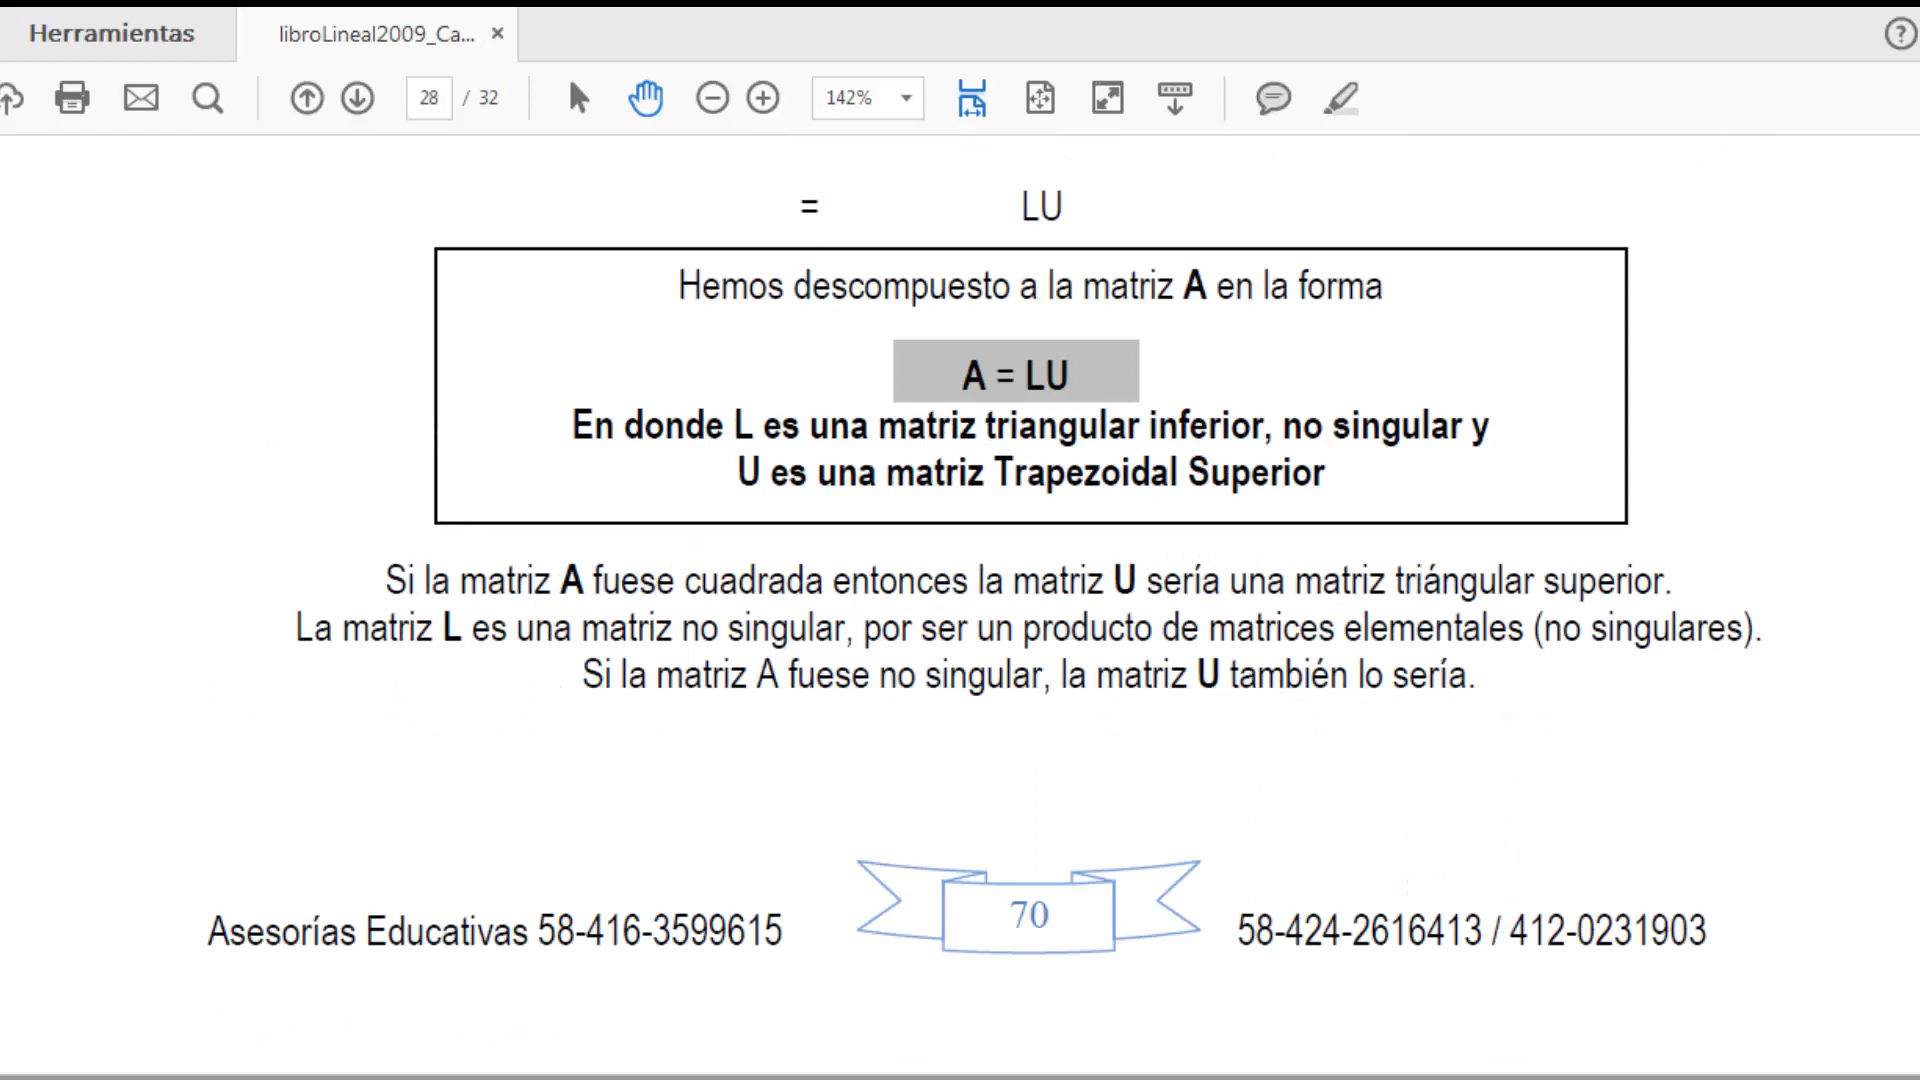 Herramientas
libroLineal2009_Ca... ×
?
28 / 32
142%
= LU
Hemos descompuesto a la matriz A en la forma
A = LU
En donde L es una matriz triangular inferior, no singular y
U es una matriz Trapezoidal Superior
Si la matriz A fuese cuadrada entonces la matriz U sería una matriz triángular superior.
La matriz L es una matriz no singular, por ser un producto de matrices elementales (no singulares).
Si la matriz A fuese no singular, la matriz U también lo sería.
70
Asesorías Educativas 58-416-3599615
58-424-2616413 / 412-0231903